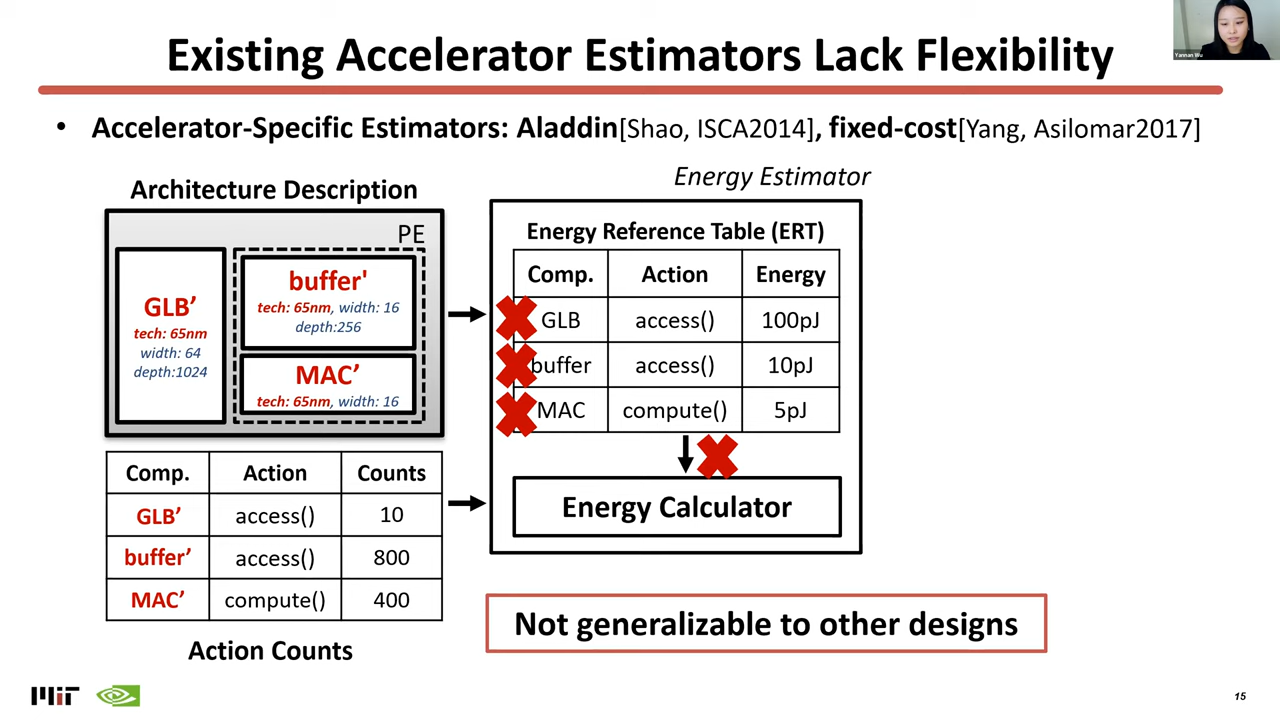 Existing Accelerator Estimators Lack Flexibility
Yannan Wu
• Accelerator-Specific Estimators: Aladdin[Shao, ISCA2014], fixed-cost[Yang, Asilomar2017]
Architecture Description
PE
GLB’
tech: 65nm
width: 64
depth:1024
buffer'
tech: 65nm, width: 16
depth:256
MAC’
tech: 65nm, width: 16
Comp. Action Counts
GLB’ access() 10
buffer’ access() 800
MAC’ compute() 400
Action Counts
Energy Estimator
Energy Reference Table (ERT)
Comp. Action Energy
GLB access() 100pJ
buffer access() 10pJ
MAC compute() 5pJ
Energy Calculator
Not generalizable to other designs
MIT
15